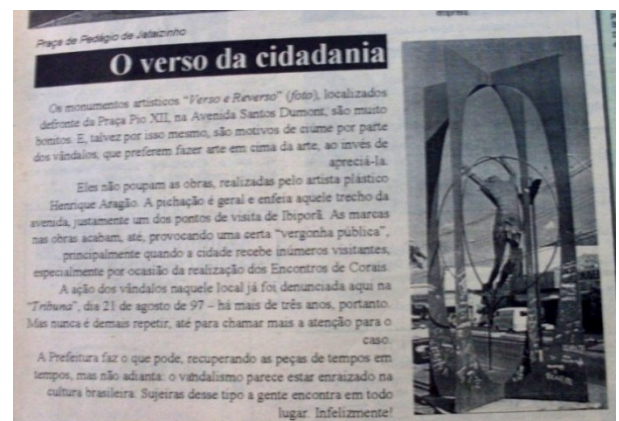 Praça de Pedágio de Jataizinho
O verso da cidadania
Os monumentos artísticos "Verso e Reverso" (foto), localizados
defronte da Praça Pio XII, na Avenida Santos Dumont, são muito
bonitos. E, talvez por isso mesmo, são motivos de ciúme por parte
dos vândalos, que preferem fazer arte em cima da arte, ao invés de
apreciá-la.
Eles não poupam as obras, realizadas pelo artista plástico
Henrique Aragão. A pichação é geral e enfeia aquele trecho da
avenida, justamente um dos pontos de visita de Ibiporã. As marcas
nas obras acabam, até, provocando uma certa "vergonha pública",
principalmente quando a cidade recebe inúmeros visitantes,
especialmente por ocasião da realização dos Encontros de Corais.
A ação dos vândalos naquele local já foi denunciada aqui na
"Tribuna", dia 21 de agosto de 97 – há mais de três anos, portanto.
Mas nunca é demais repetir, até para chamar mais a atenção para o
caso.
A Prefeitura faz o que pode, recuperando as peças de tempos em
tempos, mas não adianta: o vandalismo parece estar enraizado na
cultura brasileira. Sujeiras desse tipo a gente encontra em todo
lugar. Infelizmente!